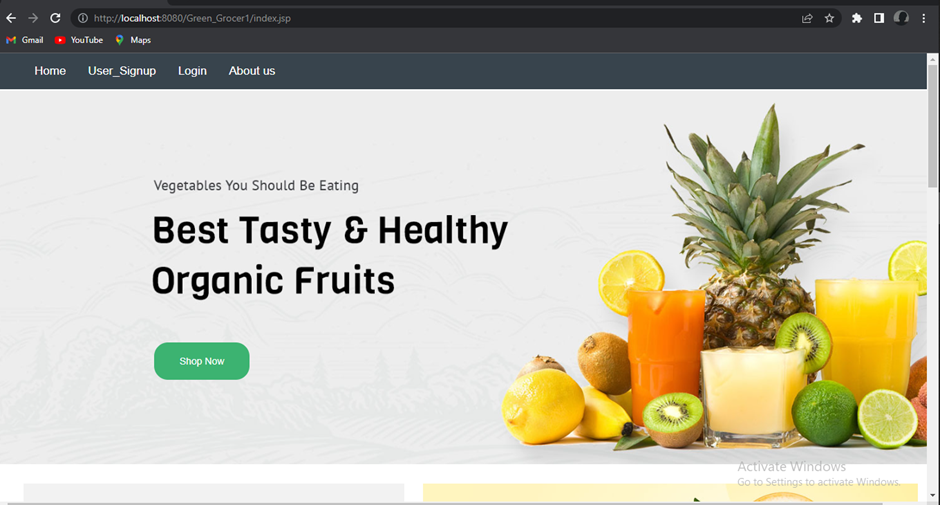 http://localhost:8080/Green_Grocer1/index.jsp
Gmail YouTube Maps
Home User_Signup Login About us
Vegetables You Should Be Eating
Best Tasty & Healthy
Organic Fruits
Shop Now
Activate Windows
Go to Settings to activate Windows.